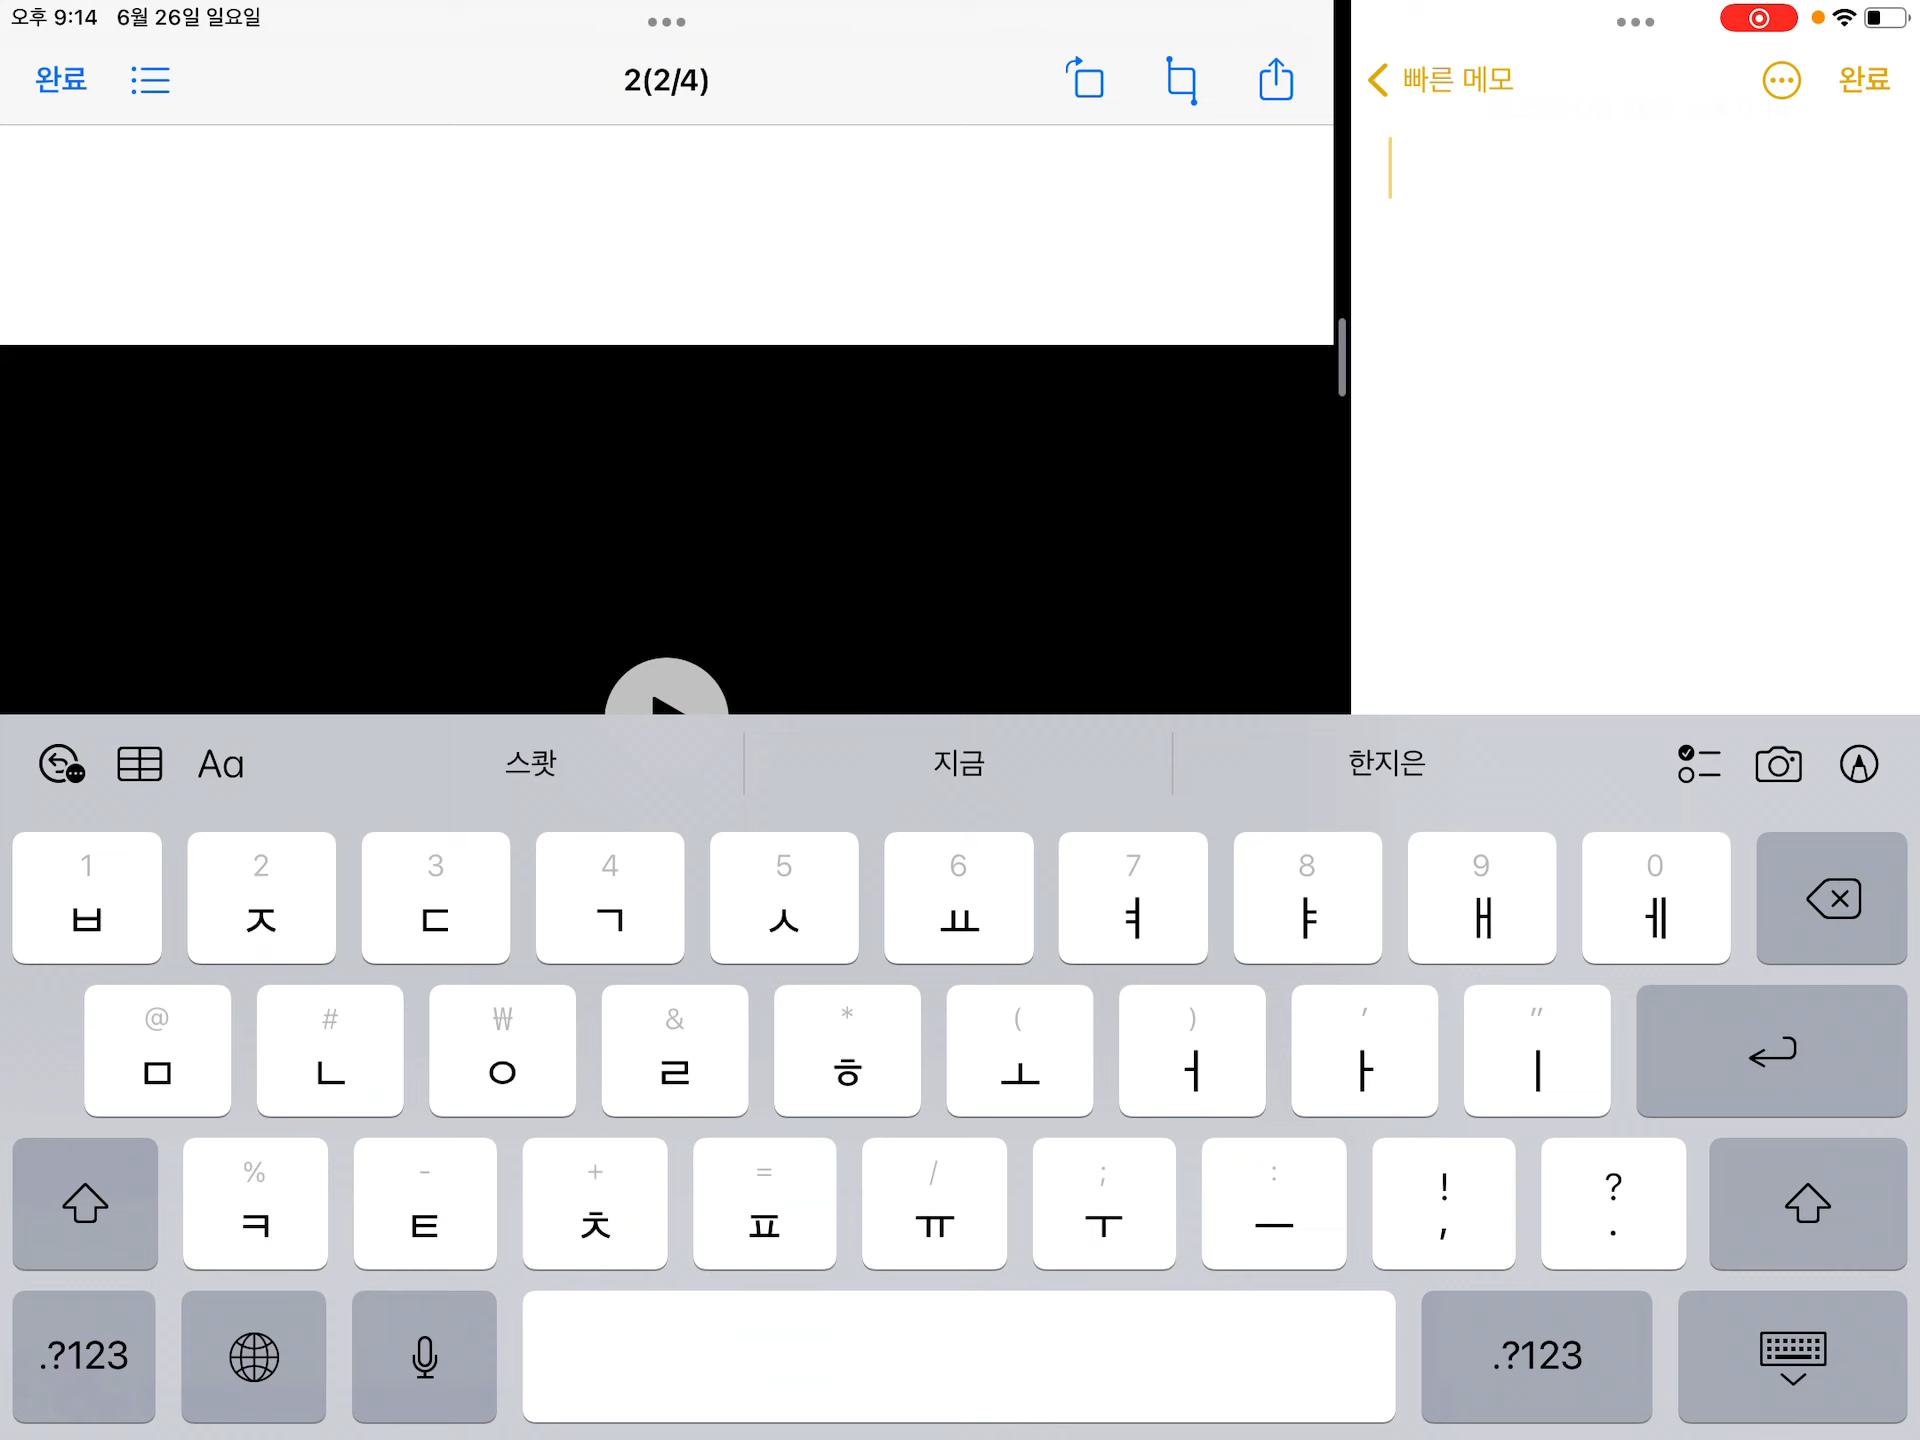 오후 9:14 6월 26일 일요일
완료
2(2/4)
빠른 메모
완료
Aa
스쾃
지금
한지은
1 2 3 4 5 6 7 8 9 0
ㅂ ㅈ ㄷ ㄱ ㅅ ㅛ ㅕ ㅑ ㅐ ㅔ
@ # ₩ & * ( ) ' "
ㅁ ㄴ ㅇ ㄹ ㅎ ㅗ ㅓ ㅏ ㅣ
% - + = / ; : ! ?
ㅋ ㅌ ㅊ ㅍ ㅠ ㅜ ㅡ , .
.?123
.?123